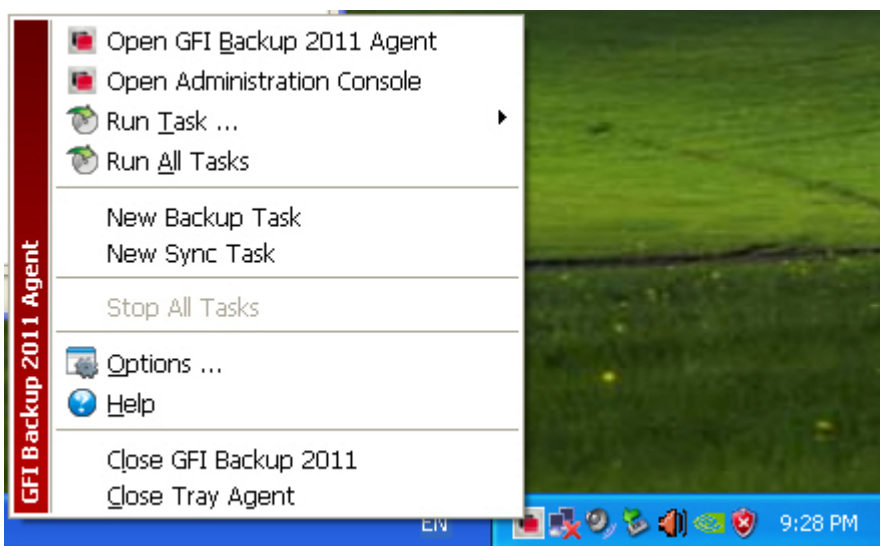 Open GFI Backup 2011 Agent
Open Administration Console
Run Task ...
Run All Tasks
New Backup Task
New Sync Task
Stop All Tasks
Options ...
Help
Close GFI Backup 2011
Close Tray Agent
GFI Backup 2011 Agent
EN
9:28 PM